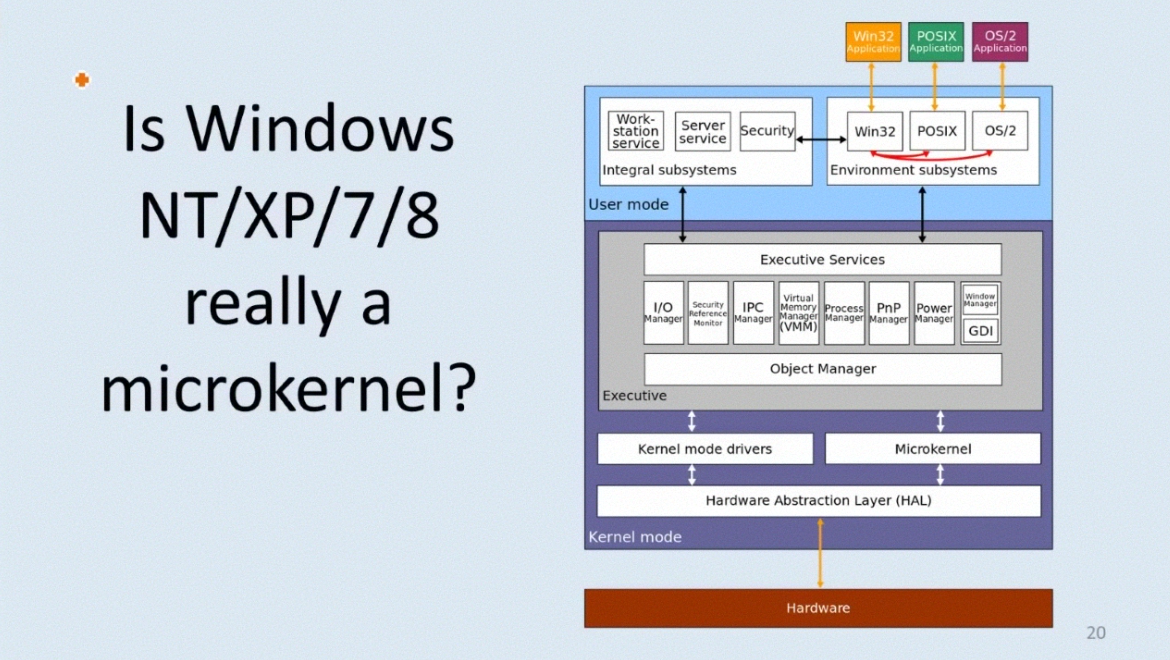 Is Windows
NT/XP/7/8
really a
microkernel?
Win32
Application
POSIX
Application
OS/2
Application
Work-
station
service
Server
service
Security
Integral subsystems
Win32
POSIX
OS/2
Environment subsystems
User mode
Executive Services
I/O
Manager
Security
Reference
Monitor
IPC
Manager
Virtual
Memory
Manager
(VMM)
Process
Manager
PnP
Manager
Power
Manager
Window
Manager
GDI
Object Manager
Executive
Kernel mode drivers
Microkernel
Hardware Abstraction Layer (HAL)
Kernel mode
Hardware
20